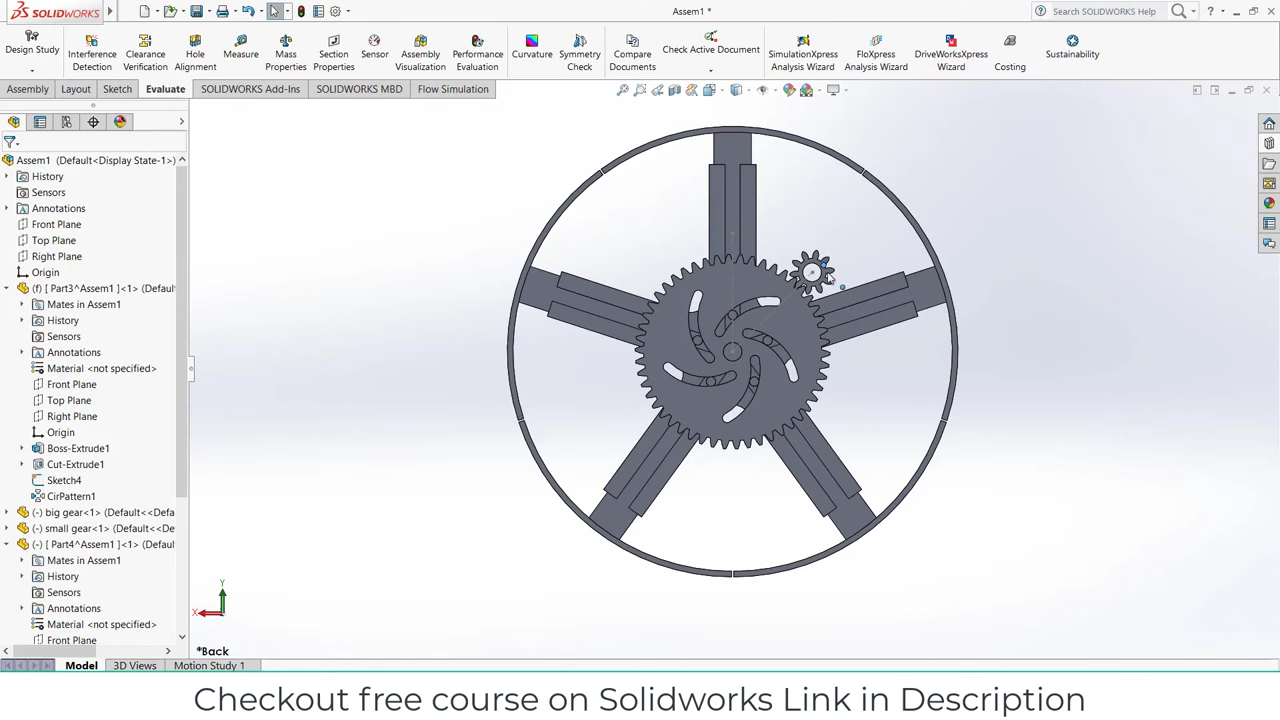 SOLIDWORKS
Assem1 *
Search SOLIDWORKS Help
Design Study
Interference Detection
Clearance Verification
Hole Alignment
Measure
Mass Properties
Section Properties
Sensor
Assembly Visualization
Performance Evaluation
Curvature
Symmetry Check
Compare Documents
Check Active Document
SimulationXpress Analysis Wizard
FloXpress Analysis Wizard
DriveWorksXpress Wizard
Costing
Sustainability
Assembly
Layout
Sketch
Evaluate
SOLIDWORKS Add-Ins
SOLIDWORKS MBD
Flow Simulation
Assem1 (Default<Display State-1>)
History
Sensors
Annotations
Front Plane
Top Plane
Right Plane
Origin
(f) [ Part3^Assem1 ]<1> (Default
Mates in Assem1
History
Sensors
Annotations
Material <not specified>
Front Plane
Top Plane
Right Plane
Origin
Boss-Extrude1
Cut-Extrude1
Sketch4
CirPattern1
(-) big gear<1> (Default<<Defa
(-) small gear<1> (Default<<Def
(-) [ Part4^Assem1 ]<1> (Default
Mates in Assem1
History
Sensors
Annotations
Material <not specified>
Front Plane
Y
X
*Back
Model
3D Views
Motion Study 1
Checkout free course on Solidworks Link in Description